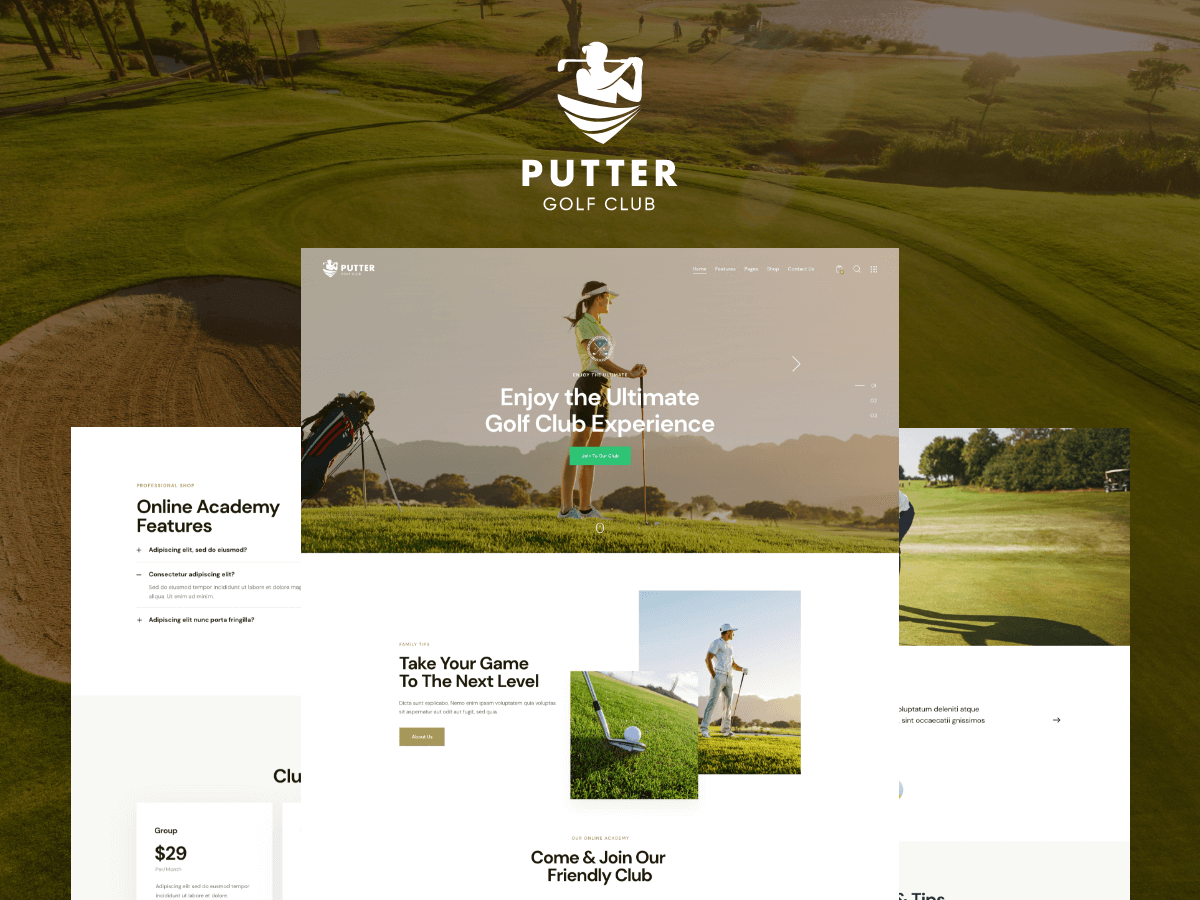 PUTTER
GOLF CLUB
PUTTER
GOLF CLUB
Home Features Pages Shop Contact Us
ENJOY THE ULTIMATE
Enjoy the Ultimate
Golf Club Experience
Join To Our Club
01
02
03
PROFESSIONAL SHOP
Online Academy
Features
+ Adipiscing elit, sed do eiusmod?
– Consectetur adipiscing elit?
Sed do eiusmod tempor incididunt ut labore et dolore mag
aliqua. Ut enim ad minim.
+ Adipiscing elit nunc porta fringilla?
Clu
Group
$29
Per/Month
Adipiscing elit sed do eusmod tempor
incididunt ut labore et dolore.
FAMILY TIPS
Take Your Game
To The Next Level
Dicta sunt explicabo. Nemo enim ipsam voluptatem quia voluptas
sit aspernatur aut odit aut fugit, sed quia.
About Us
OUR ONLINE ACADEMY
Come & Join Our
Friendly Club
oluptatum deleniti atque
sint occaecatii gnissimos
& Tips